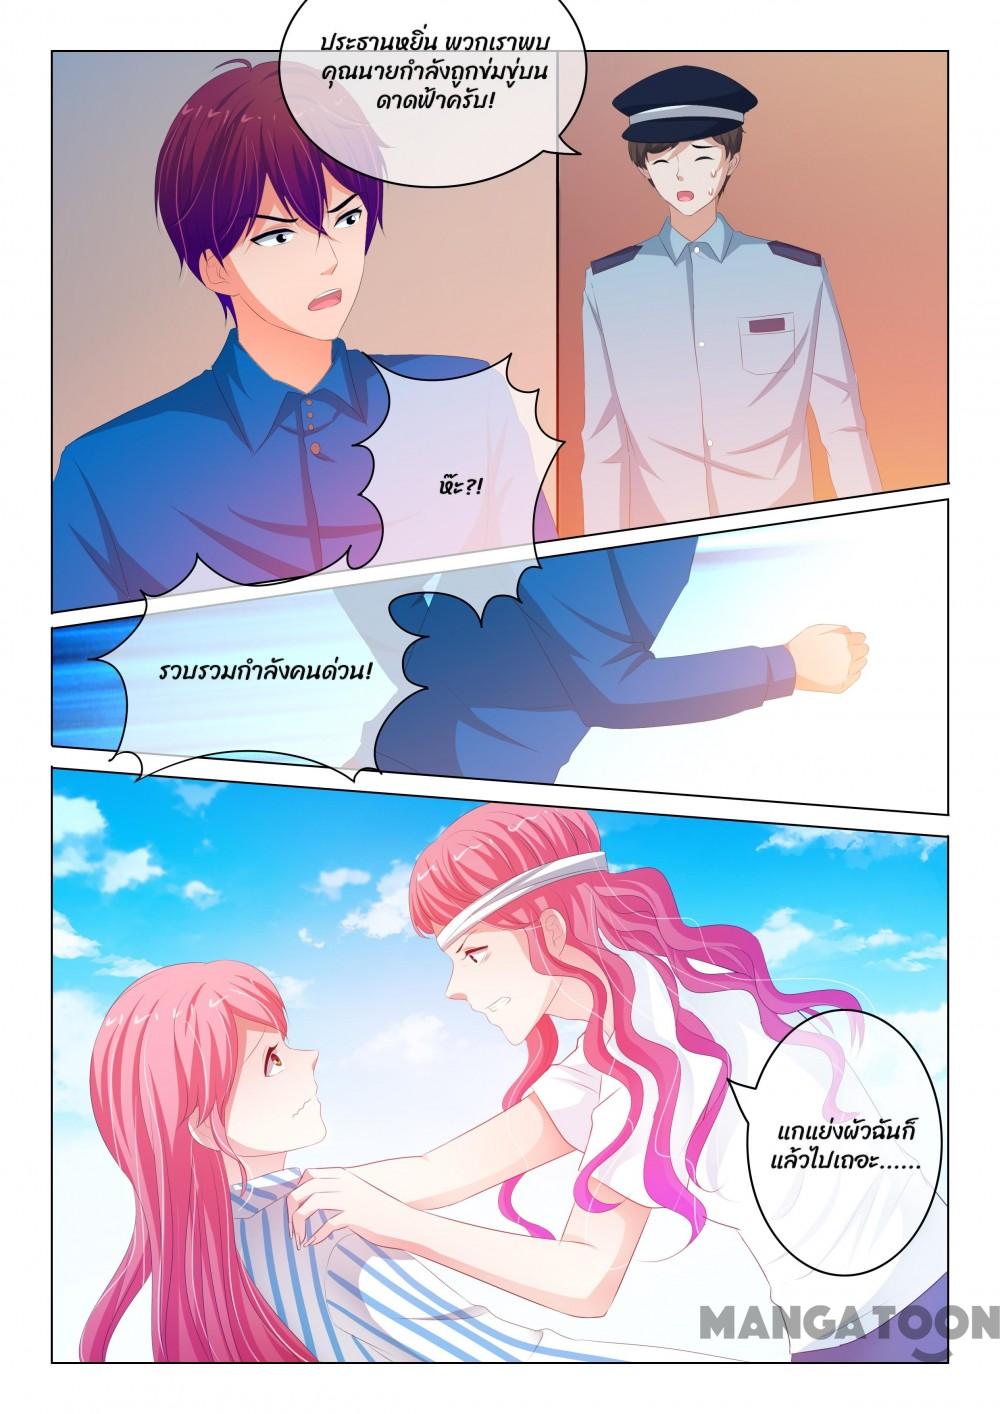 ประธานหยิ่น พวกเราพบ
คุณนายกำลังถูกข่มขู่บน
ดาดฟ้าครับ!
ห๊ะ?!
รวบรวมกำลังคนด่วน!
แกแย่งผัวฉันก็
แล้วไปเถอะ......
MANGATOON